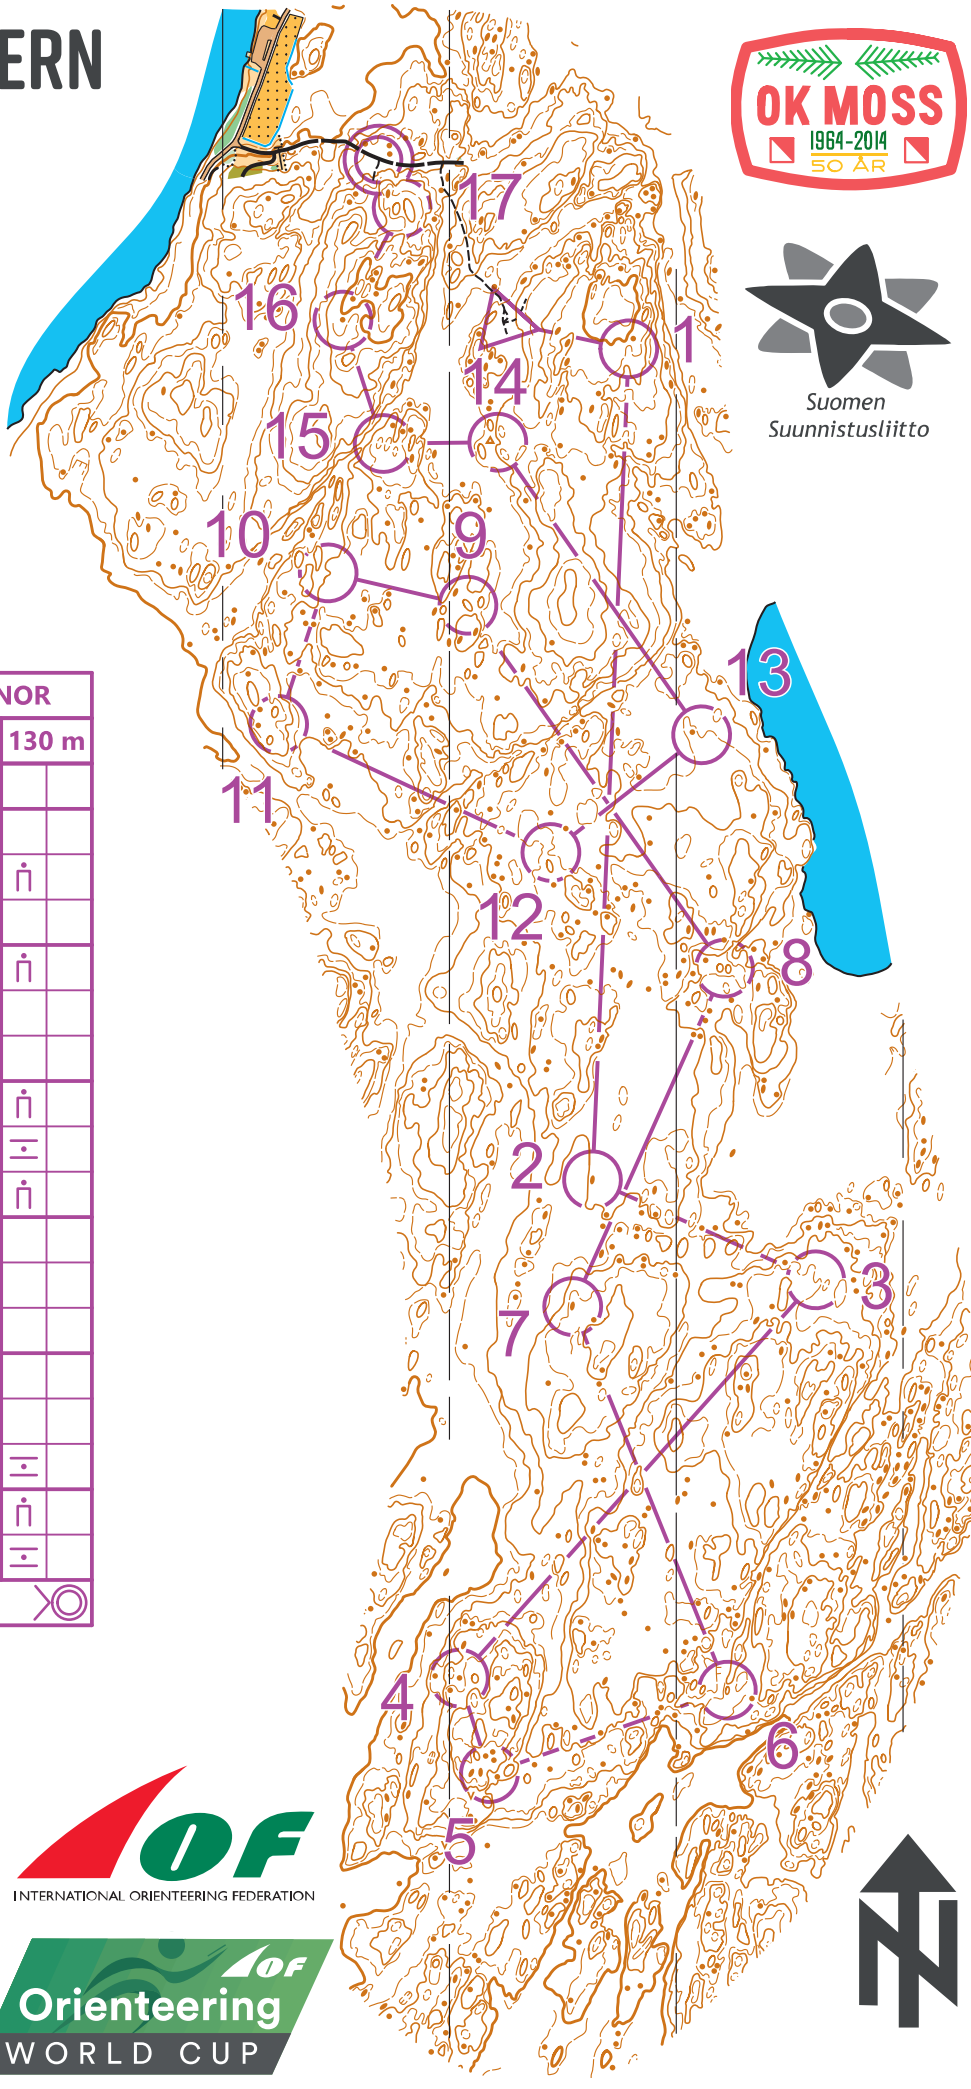 ERN
OK MOSS
1964-2014
50 ÅR
17
16
1
14
Suomen
Suunnistusliitto
15
10
9
13
NOR
130 m
11
12
8
2
3
7
4
6
5
IOF
INTERNATIONAL ORIENTEERING FEDERATION
IOF
Orienteering
WORLD CUP
N